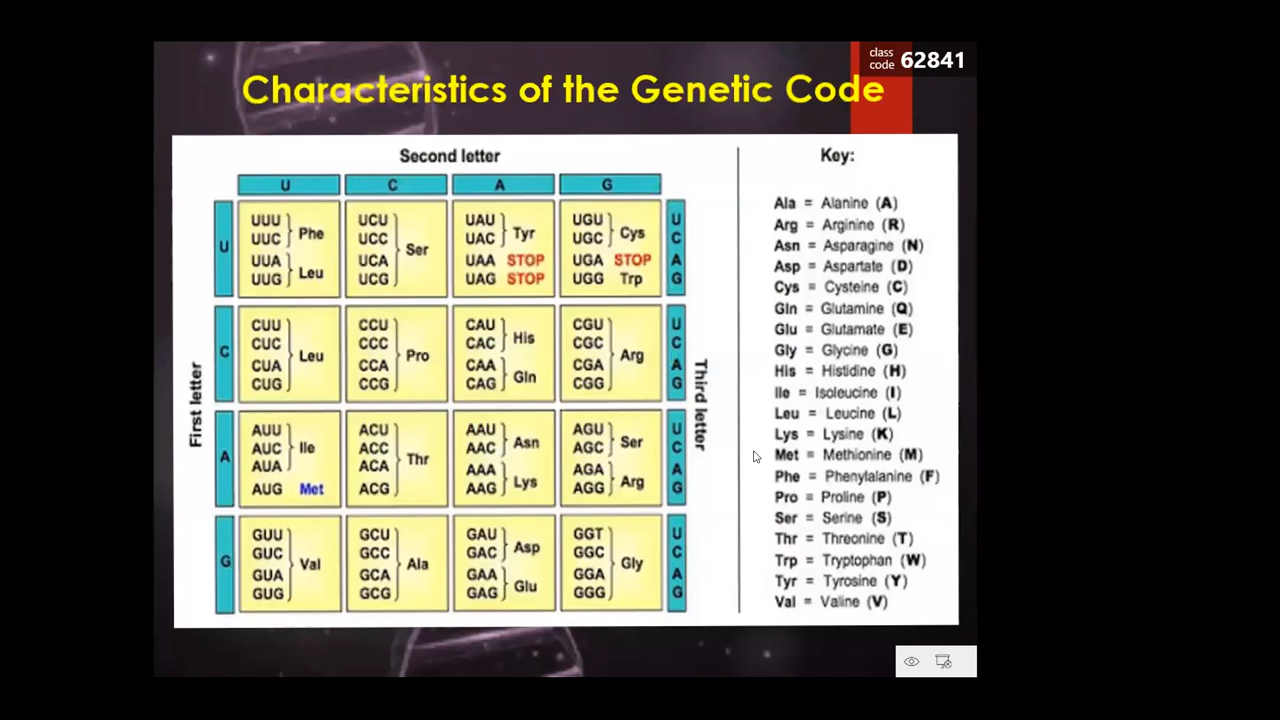 class
code 62841
Characteristics of the Genetic Code
Second letter
U C A G
First letter
U
UUU
UUC
Phe
UUA
UUG
Leu
UCU
UCC
UCA
UCG
Ser
UAU
UAC
Tyr
UAA STOP
UAG STOP
UGU
UGC
Cys
UGA STOP
UGG Trp
U
C
A
G
C
CUU
CUC
CUA
CUG
Leu
CCU
CCC
CCA
CCG
Pro
CAU
CAC
His
CAA
CAG
Gln
CGU
CGC
CGA
CGG
Arg
U
C
A
G
A
AUU
AUC
AUA
Ile
AUG Met
ACU
ACC
ACA
ACG
Thr
AAU
AAC
Asn
AAA
AAG
Lys
AGU
AGC
Ser
AGA
AGG
Arg
U
C
A
G
G
GUU
GUC
GUA
GUG
Val
GCU
GCC
GCA
GCG
Ala
GAU
GAC
Asp
GAA
GAG
Glu
GGT
GGC
GGA
GGG
Gly
U
C
A
G
Third letter
Key:
Ala = Alanine (A)
Arg = Arginine (R)
Asn = Asparagine (N)
Asp = Aspartate (D)
Cys = Cysteine (C)
Gln = Glutamine (Q)
Glu = Glutamate (E)
Gly = Glycine (G)
His = Histidine (H)
Ile = Isoleucine (I)
Leu = Leucine (L)
Lys = Lysine (K)
Met = Methionine (M)
Phe = Phenylalanine (F)
Pro = Proline (P)
Ser = Serine (S)
Thr = Threonine (T)
Trp = Tryptophan (W)
Tyr = Tyrosine (Y)
Val = Valine (V)